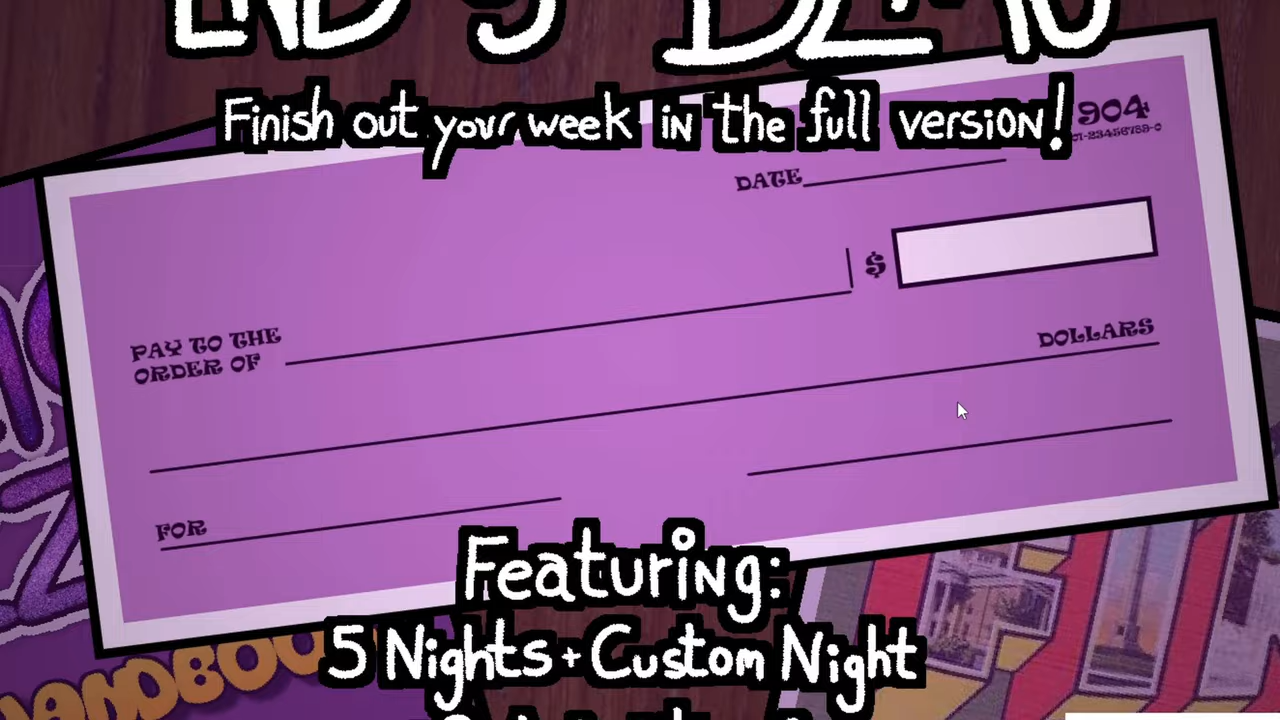 Finish out your week in the full version!
904
DATE
$
PAY TO THE
ORDER OF
DOLLARS
FOR
Featuring:
5 Nights + Custom Night